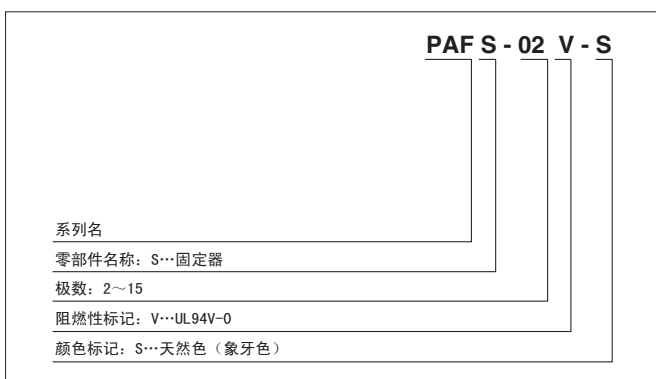 PAF S - 02 V - S
系列名
零部件名称：S…固定器
极数：2～15
阻燃性标记：V…UL94V-0
颜色标记：S…天然色（象牙色）